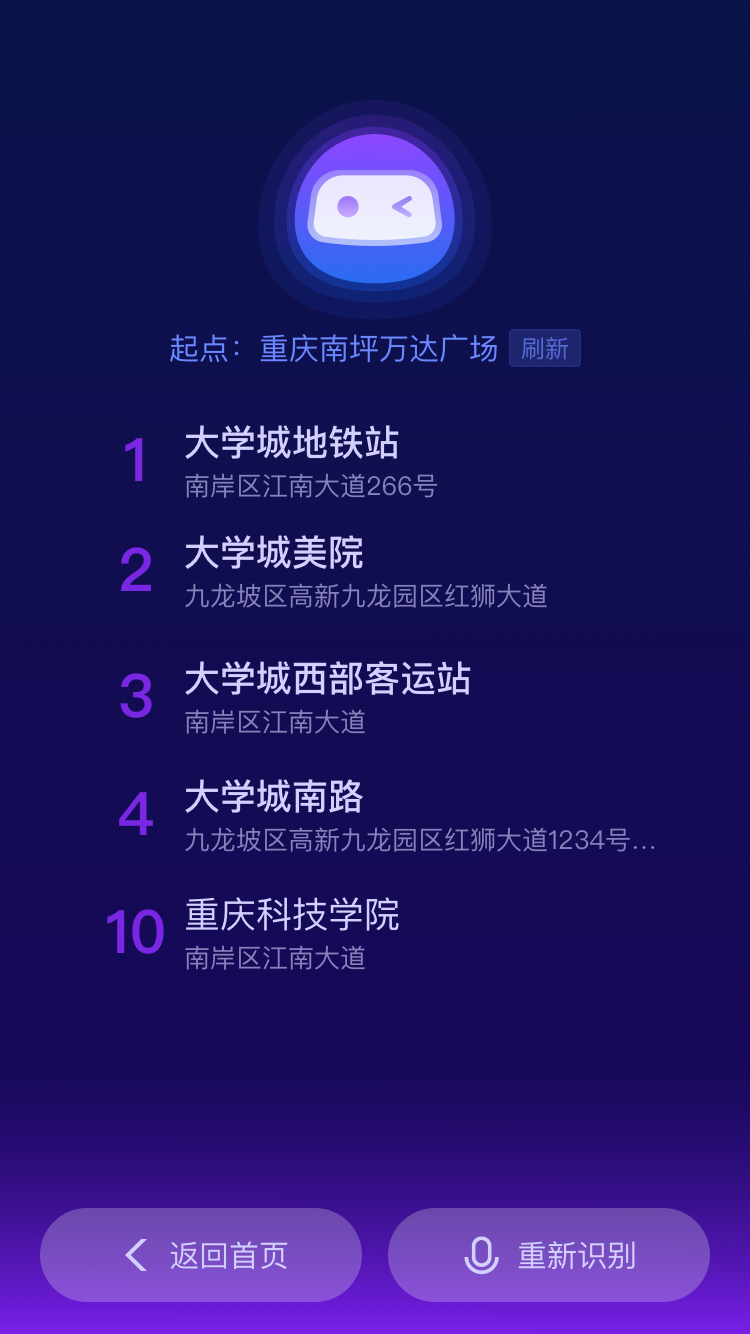 起点：重庆南坪万达广场 刷新
1 大学城地铁站
南岸区江南大道266号
2 大学城美院
九龙坡区高新九龙园区红狮大道
3 大学城西部客运站
南岸区江南大道
4 大学城南路
九龙坡区高新九龙园区红狮大道1234号...
10 重庆科技学院
南岸区江南大道
返回首页 重新识别